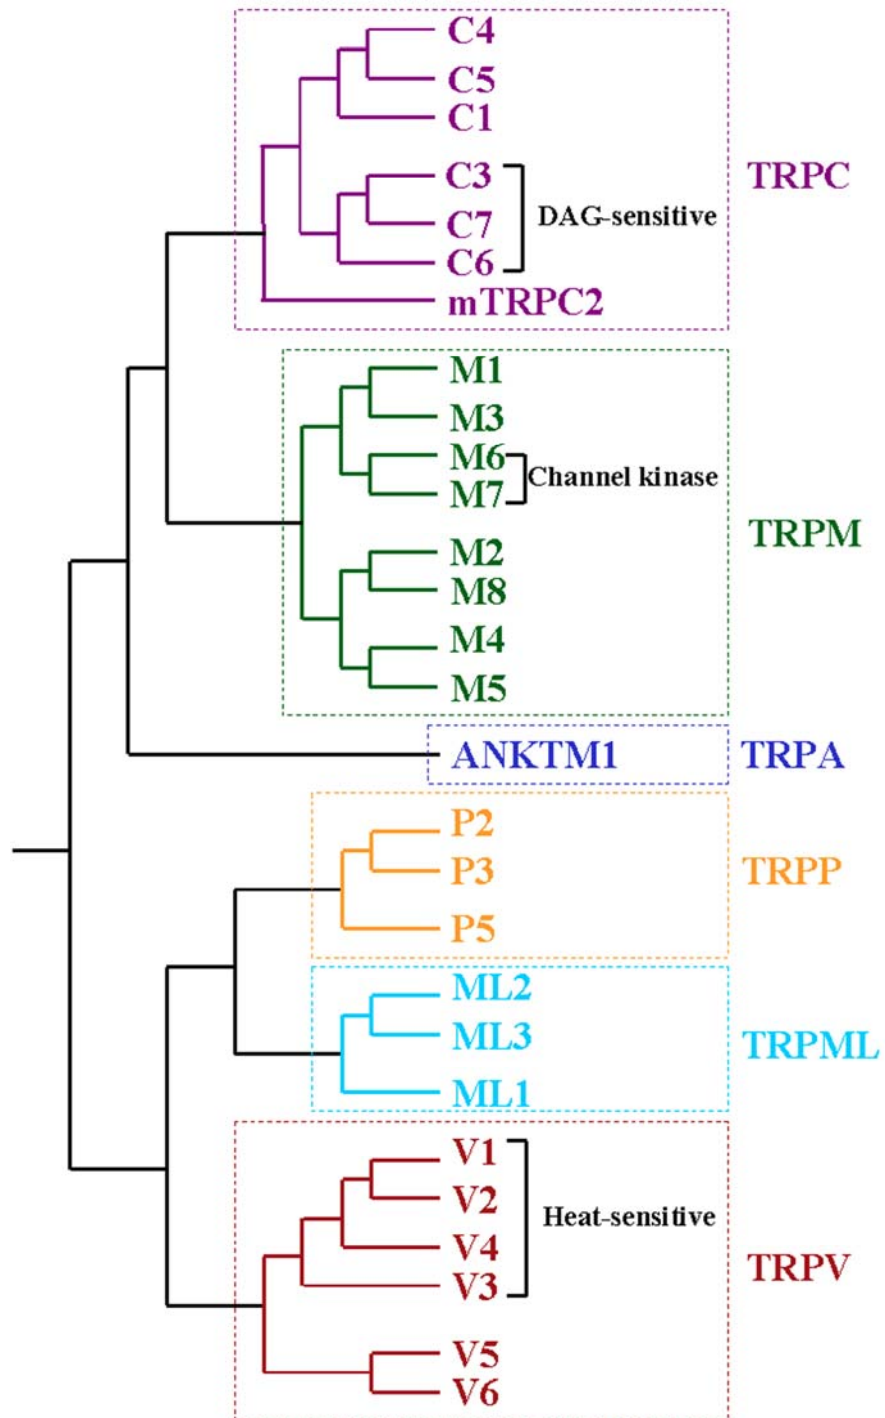 C4
C5
C1
C3
TRPC
DAG-sensitive
C7
C6
mTRPC2
M1
M3
M6
Channel kinase
M7
TRPM
M2
M8
M4
M5
ANKTM1
TRPA
P2
P3
TRPP
P5
ML2
ML3
TRPML
ML1
V1
V2
Heat-sensitive
V4
TRPV
V3
V5
V6